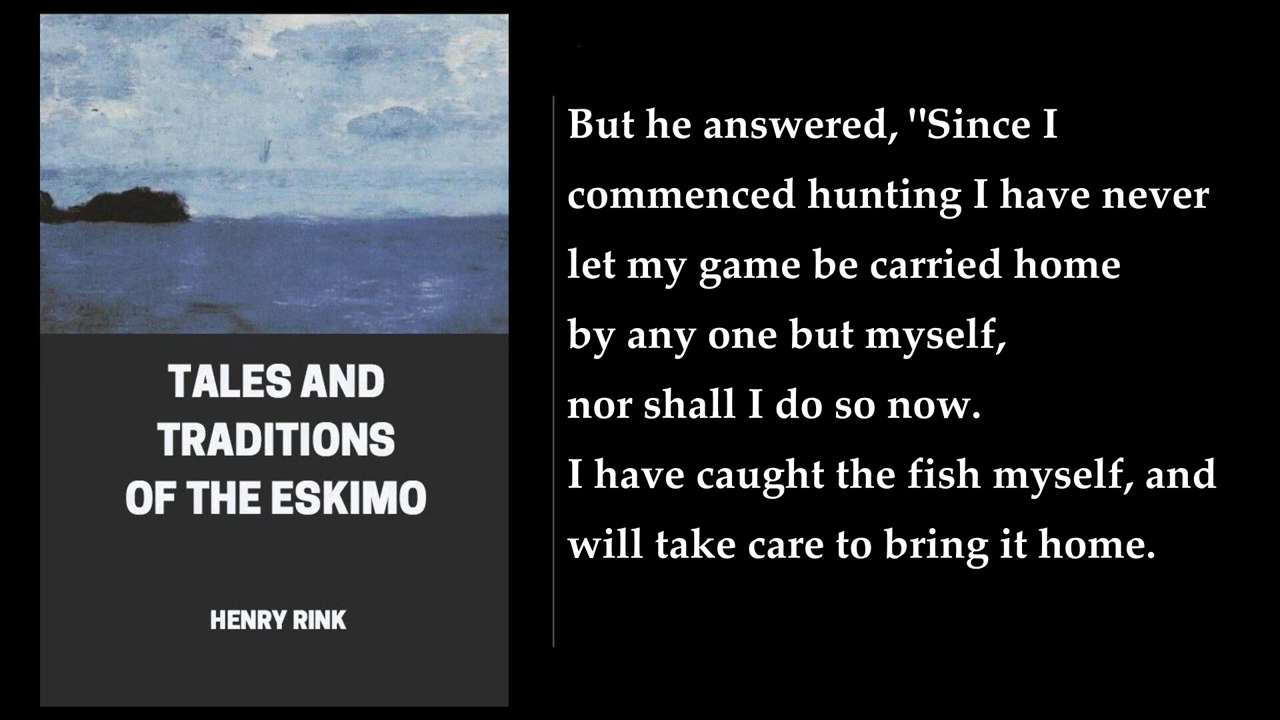 TALES AND
TRADITIONS
OF THE ESKIMO
HENRY RINK
But he answered, "Since I
commenced hunting I have never
let my game be carried home
by any one but myself,
nor shall I do so now.
I have caught the fish myself, and
will take care to bring it home.